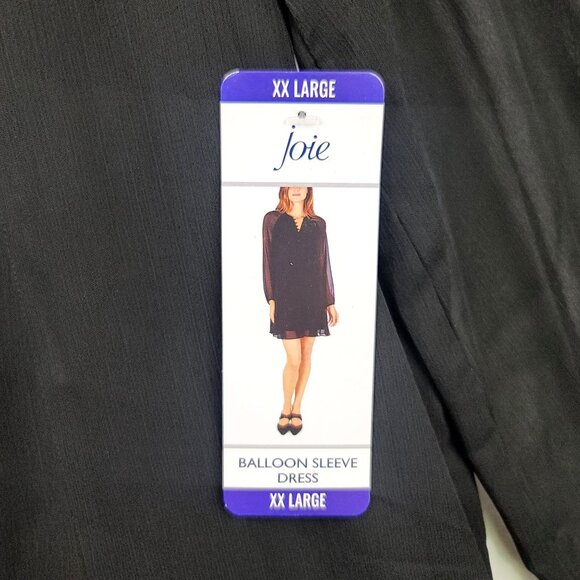 XX LARGE
joie
BALLOON SLEEVE
DRESS
XX LARGE